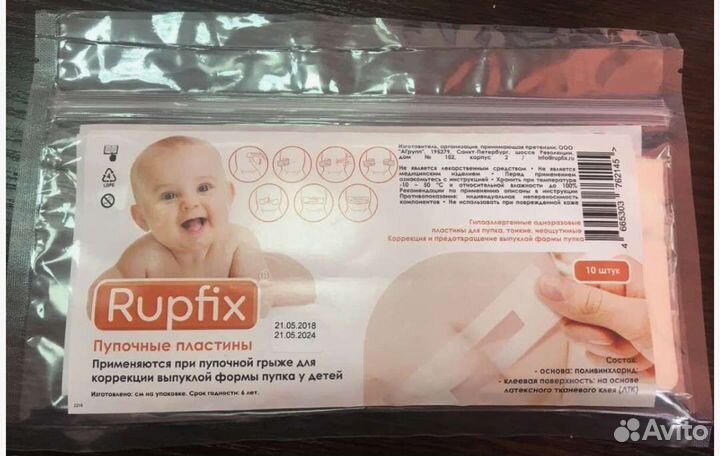 Изготовитель, организация, принимающая претензии: ООО
"АГрупп", 195279, Санкт-Петербург, шоссе Революции,
дом № 102, корпус 2 / info@rupfix.ru
Не является лекарственным средством • Не является
медицинским изделием • Перед применением
ознакомьтесь с инструкцией • Хранить при температуре
-10 - 50 °С и относительной влажности до 100%
Рекомендации по применению описаны в инструкции
Противопоказания: индивидуальная непереносимость
компонентов • Не использовать при поврежденной коже
4 665303 762145 >
LDPE
Гипоаллергенные одноразовые
пластины для пупка, тонкие, неощутимые
Коррекция и предотвращение выпуклой формы пупка
10 штук
Rupfix
Пупочные пластины
21.05.2018
21.05.2024
Применяются при пупочной грыже для
коррекции выпуклой формы пупка у детей
Изготовлено: см на упаковке. Срок годности: 6 лет.
Состав:
- основа: поливинхлорид;
- клеевая поверхность: на основе
латексного тканевого клея (ЛТК)
Avito